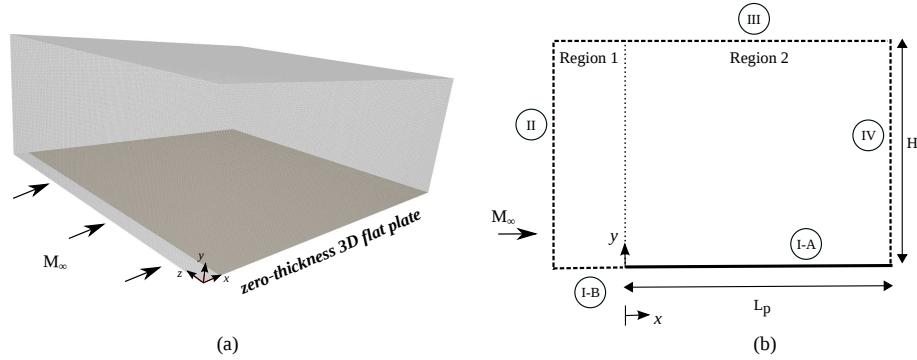 M∞
y
z
x
zero-thickness 3D flat plate
(a)
III
Region 1
Region 2
II
IV
H
M∞
y
I-A
I-B
Lp
x
(b)